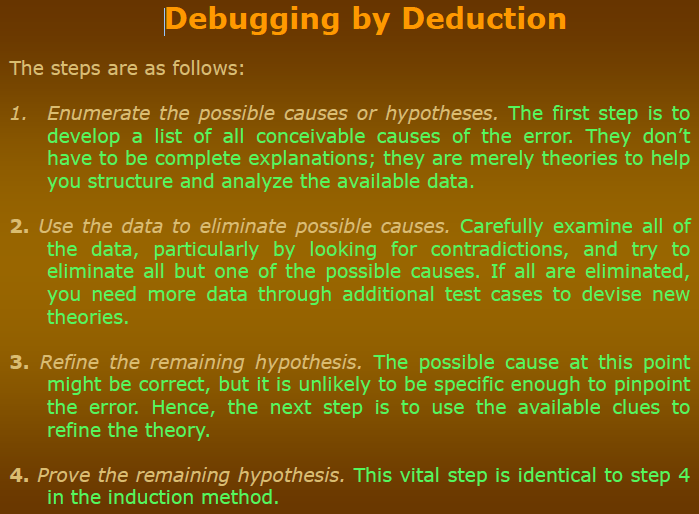 Debugging by Deduction
The steps are as follows:
1. Enumerate the possible causes or hypotheses. The first step is to
develop a list of all conceivable causes of the error. They don’t
have to be complete explanations; they are merely theories to help
you structure and analyze the available data.
2. Use the data to eliminate possible causes. Carefully examine all of
the data, particularly by looking for contradictions, and try to
eliminate all but one of the possible causes. If all are eliminated,
you need more data through additional test cases to devise new
theories.
3. Refine the remaining hypothesis. The possible cause at this point
might be correct, but it is unlikely to be specific enough to pinpoint
the error. Hence, the next step is to use the available clues to
refine the theory.
4. Prove the remaining hypothesis. This vital step is identical to step 4
in the induction method.